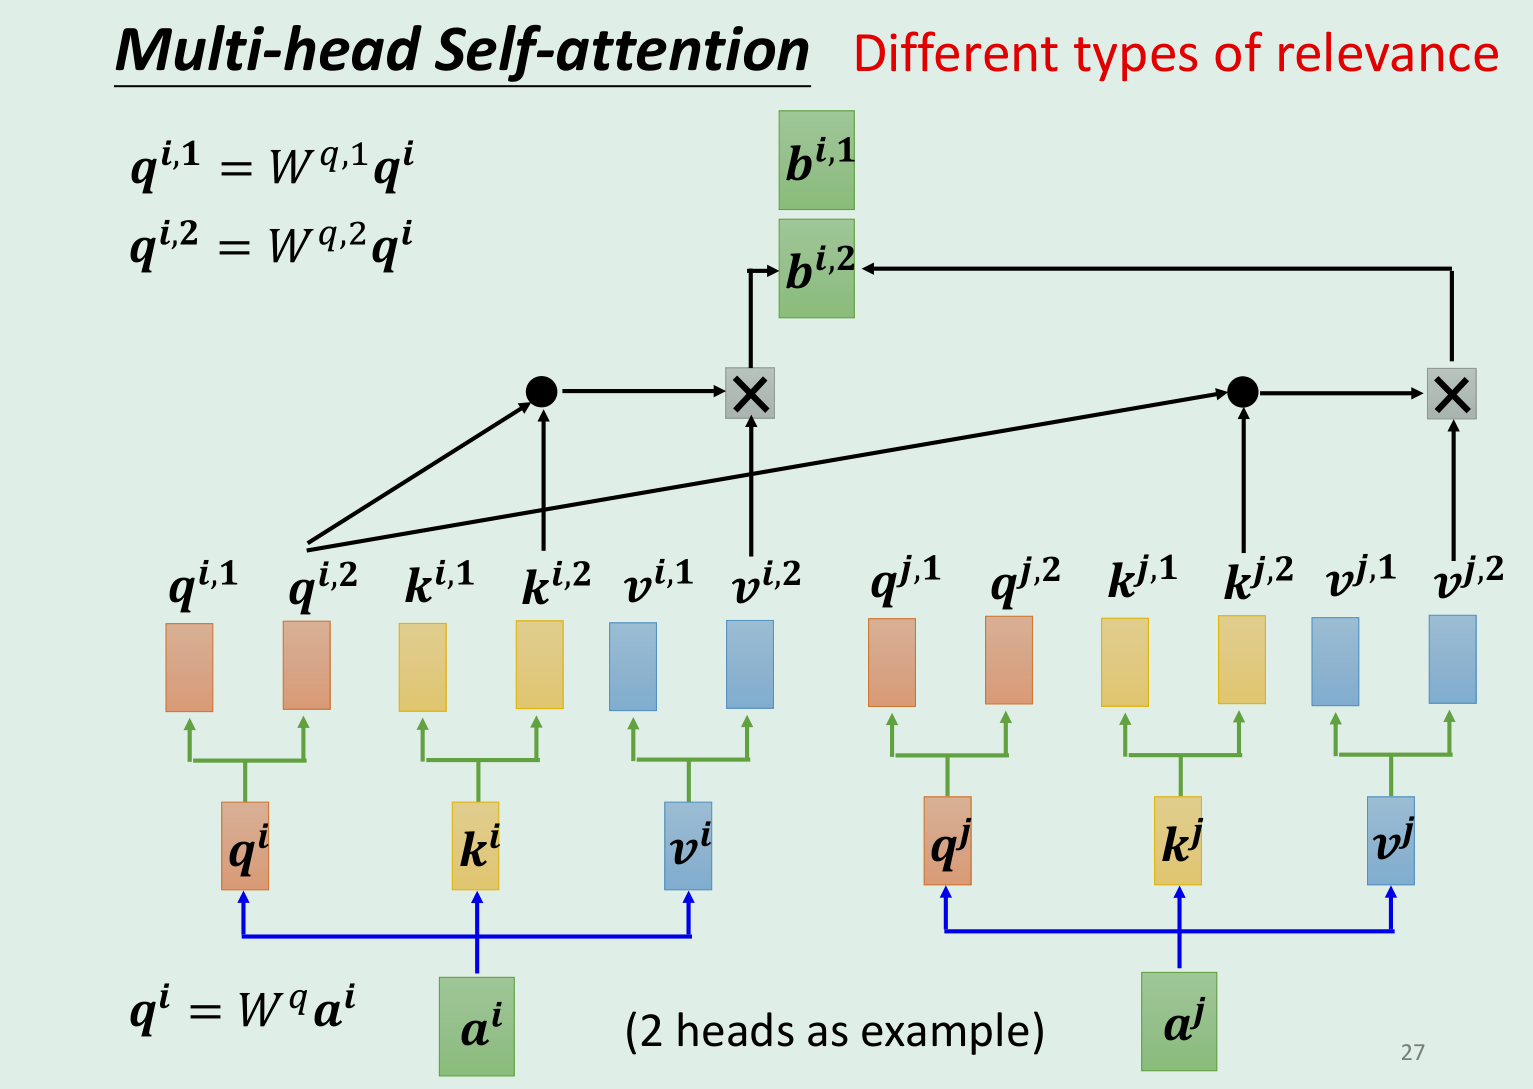 Multi-head Self-attention Different types of relevance
q^{i,1} = W^{q,1}q^i
q^{i,2} = W^{q,2}q^i
b^{i,1}
b^{i,2}
q^{i,1} q^{i,2} k^{i,1} k^{i,2} v^{i,1} v^{i,2} q^{j,1} q^{j,2} k^{j,1} k^{j,2} v^{j,1} v^{j,2}
q^i k^i v^i q^j k^j v^j
q^i = W^q a^i
a^i
(2 heads as example)
a^j
27